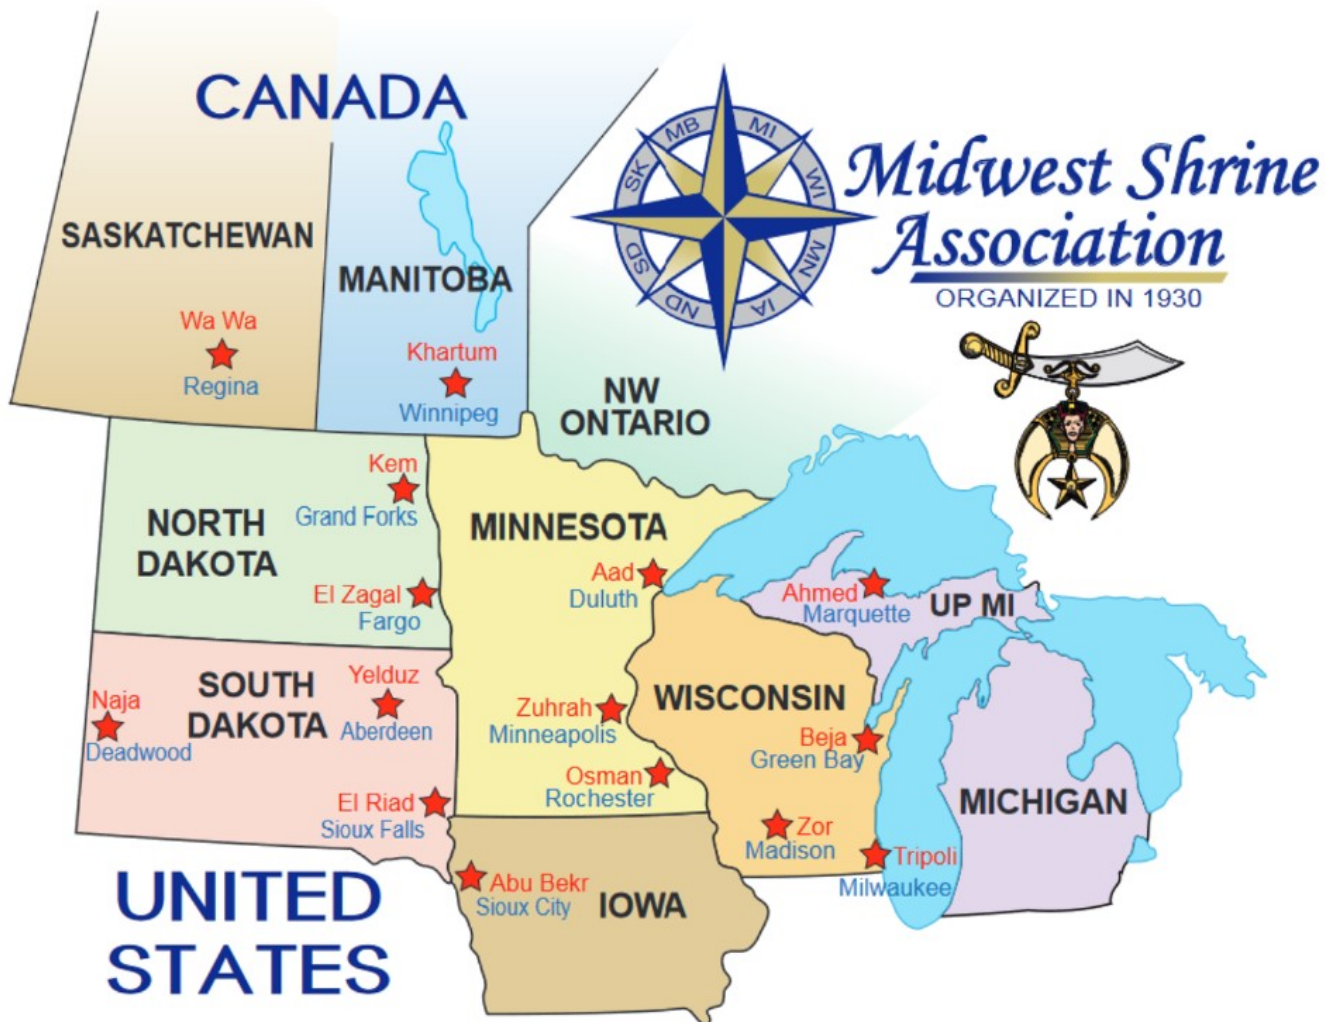 CANADA
MB
MI
SK
WI
SD
MN
ND
IA
Midwest Shrine
Association
ORGANIZED IN 1930
SASKATCHEWAN
MANITOBA
Wa Wa
Regina
Khartum
Winnipeg
NW
ONTARIO
Kem
Grand Forks
NORTH
DAKOTA
El Zagal
Fargo
MINNESOTA
Aad
Duluth
Ahmed
Marquette
UP MI
Naja
Deadwood
SOUTH
DAKOTA
Yelduz
Aberdeen
Zuhrah
Minneapolis
WISCONSIN
Beja
Green Bay
Osman
Rochester
El Riad
Sioux Falls
Zor
Madison
Tripoli
Milwaukee
MICHIGAN
Abu Bekr
Sioux City
IOWA
UNITED
STATES